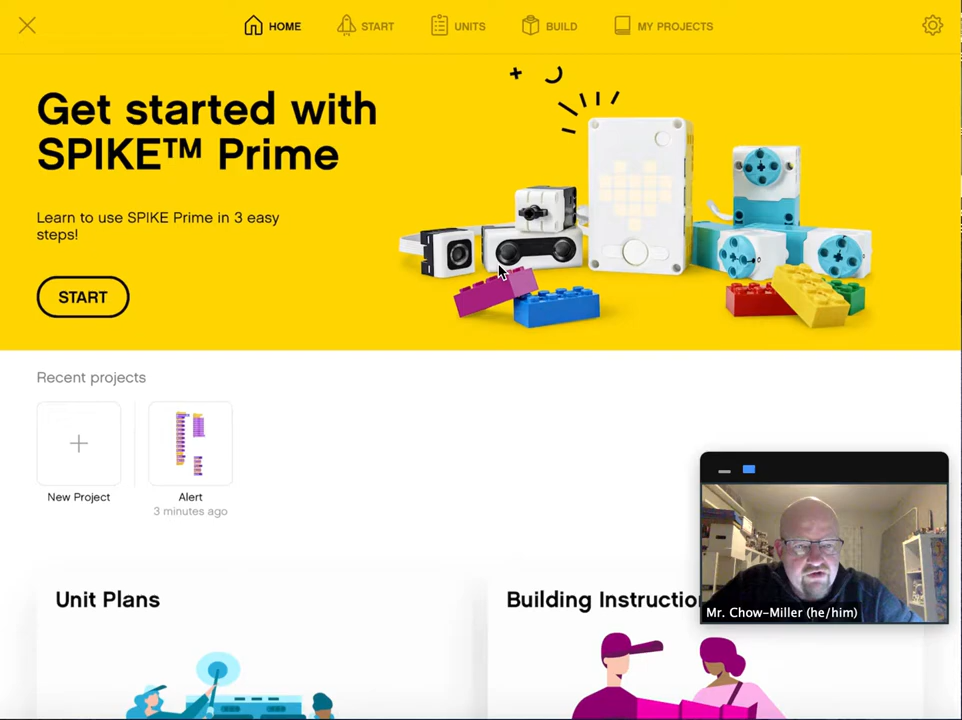 HOME START UNITS BUILD MY PROJECTS
Get started with
SPIKE™ Prime
Learn to use SPIKE Prime in 3 easy
steps!
START
Recent projects
New Project
Alert
3 minutes ago
Unit Plans
Building Instructio
Mr. Chow-Miller (he/him)